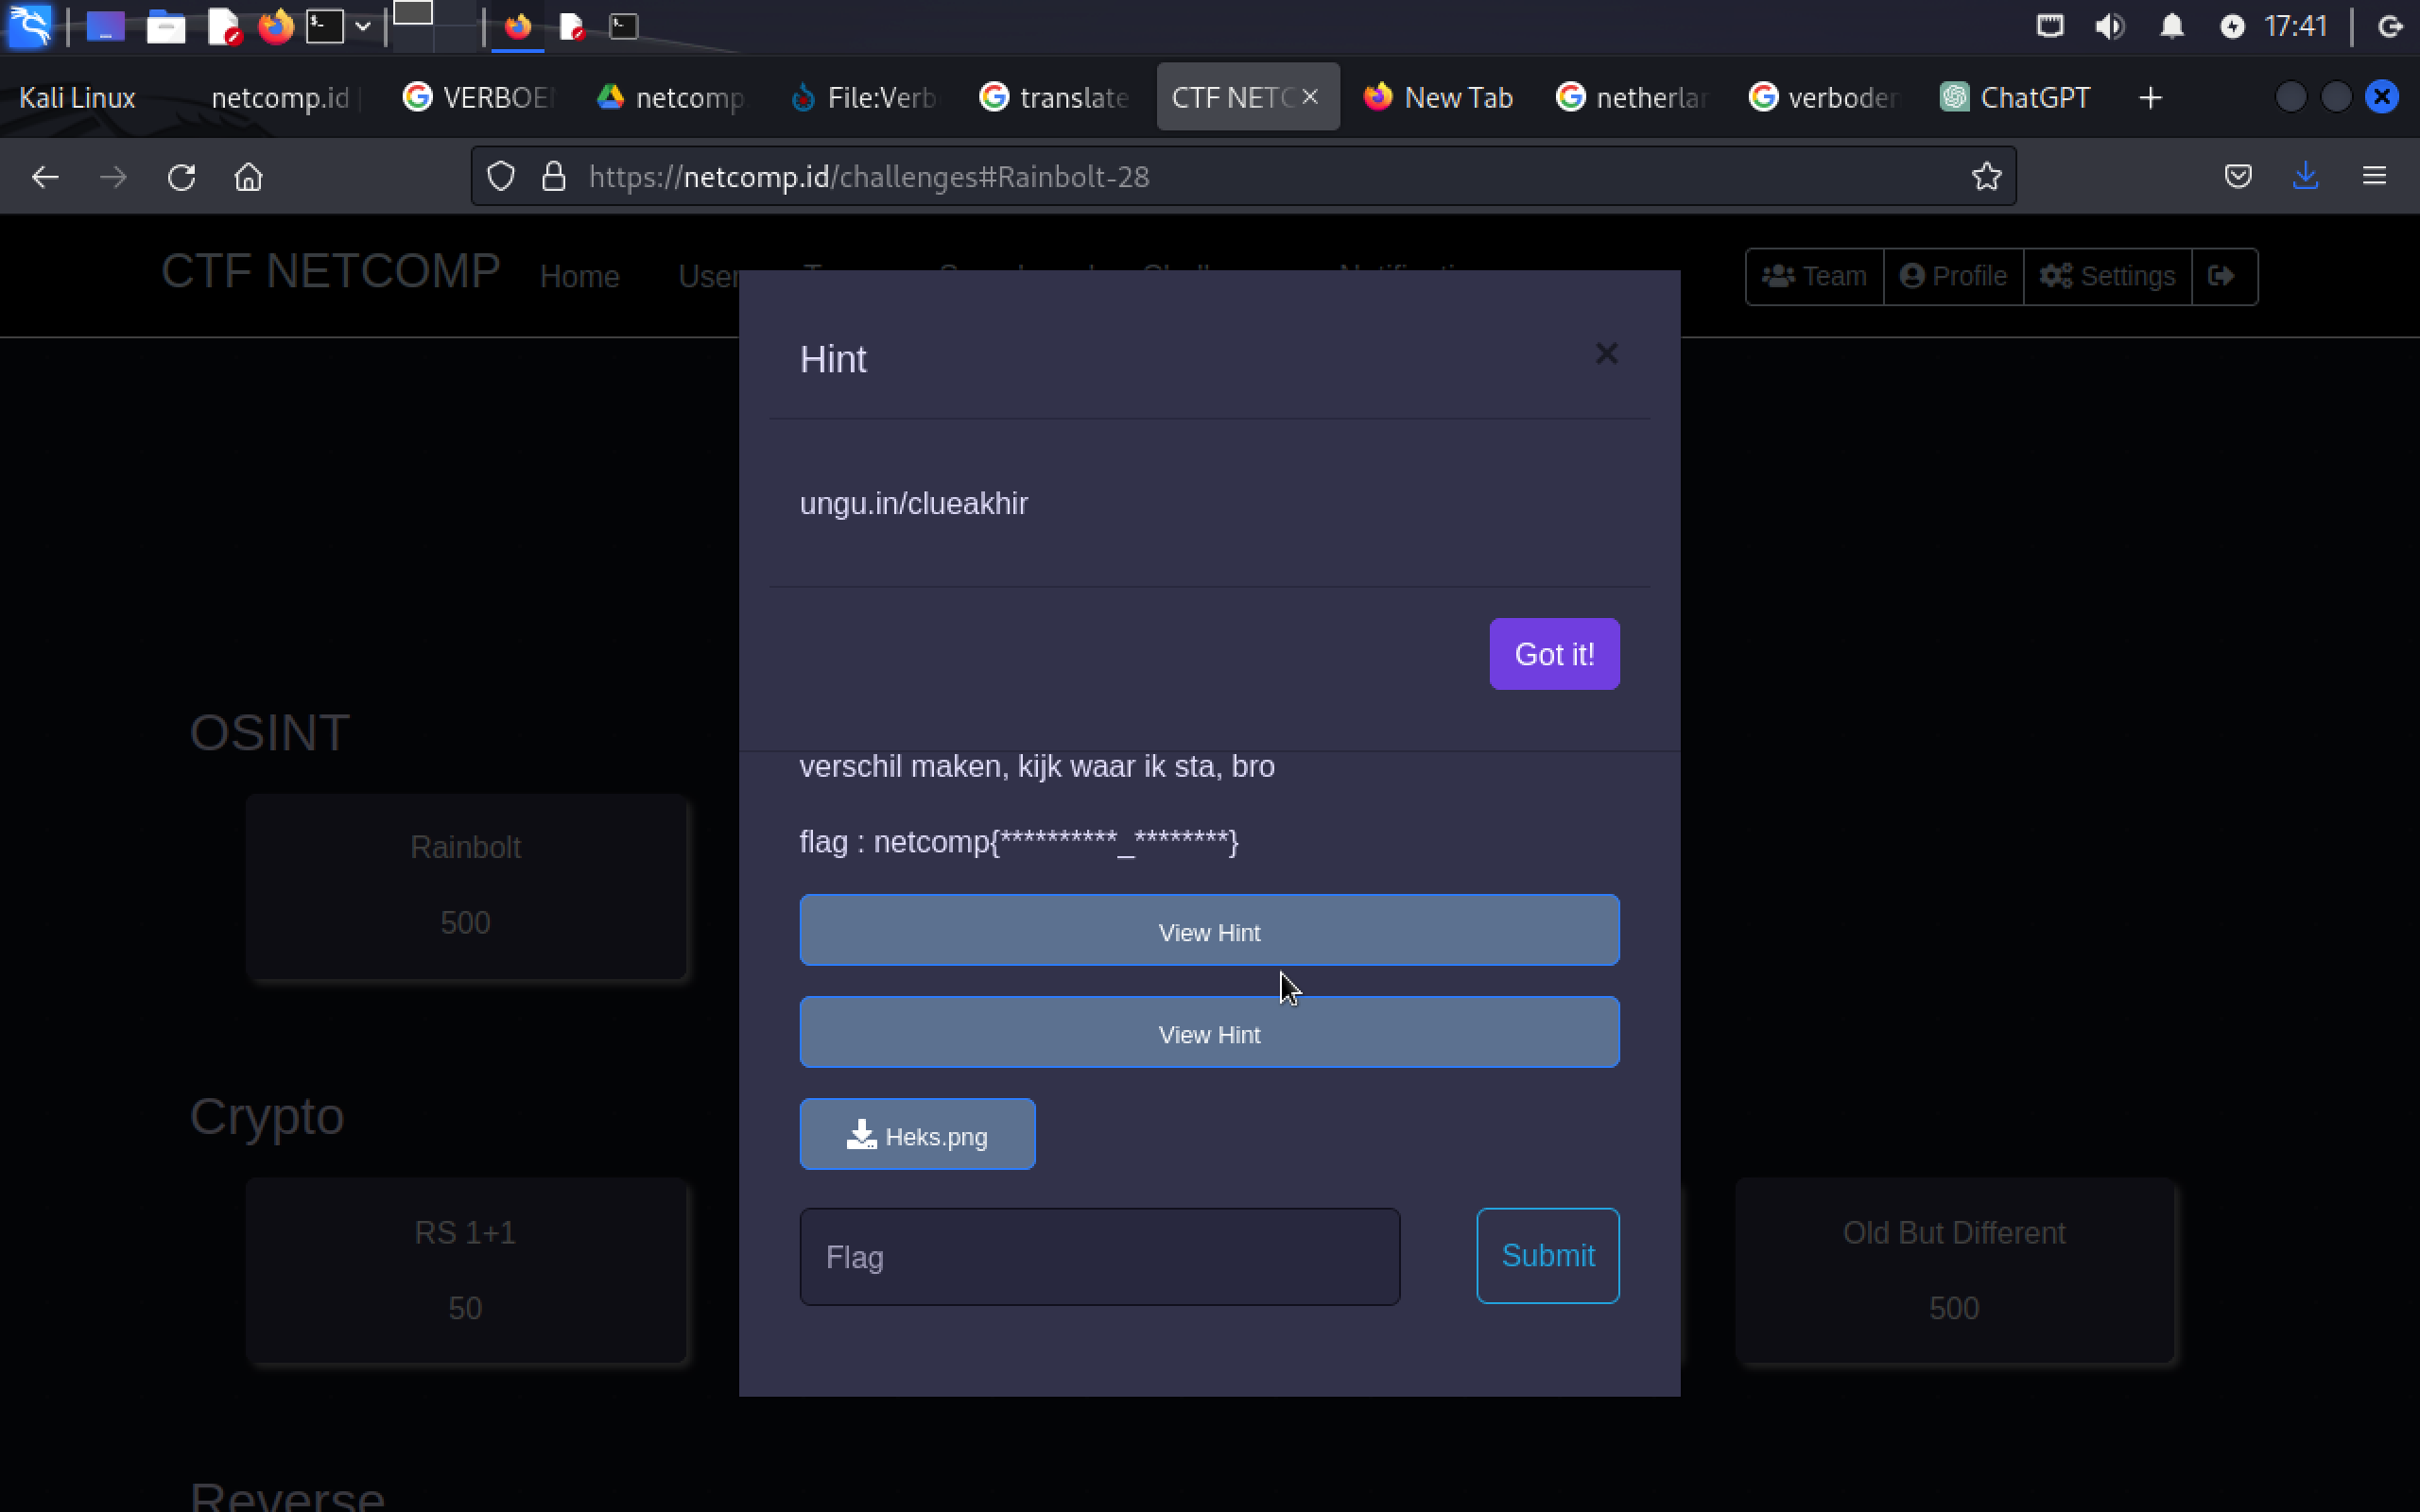 17:41
Kali Linux
netcomp.id
VERBOE
netcomp
File:Verb
translate
CTF NETC
New Tab
netherlar
verboden
ChatGPT
https://netcomp.id/challenges#Rainbolt-28
CTF NETCOMP
Home
User
Team
Profile
Settings
Hint
ungu.in/clueakhir
Got it!
verschil maken, kijk waar ik sta, bro
flag : netcomp{**********_********}
View Hint
View Hint
Heks.png
Flag
Submit
OSINT
Rainbolt
500
Crypto
RS 1+1
50
Old But Different
500
Reverse